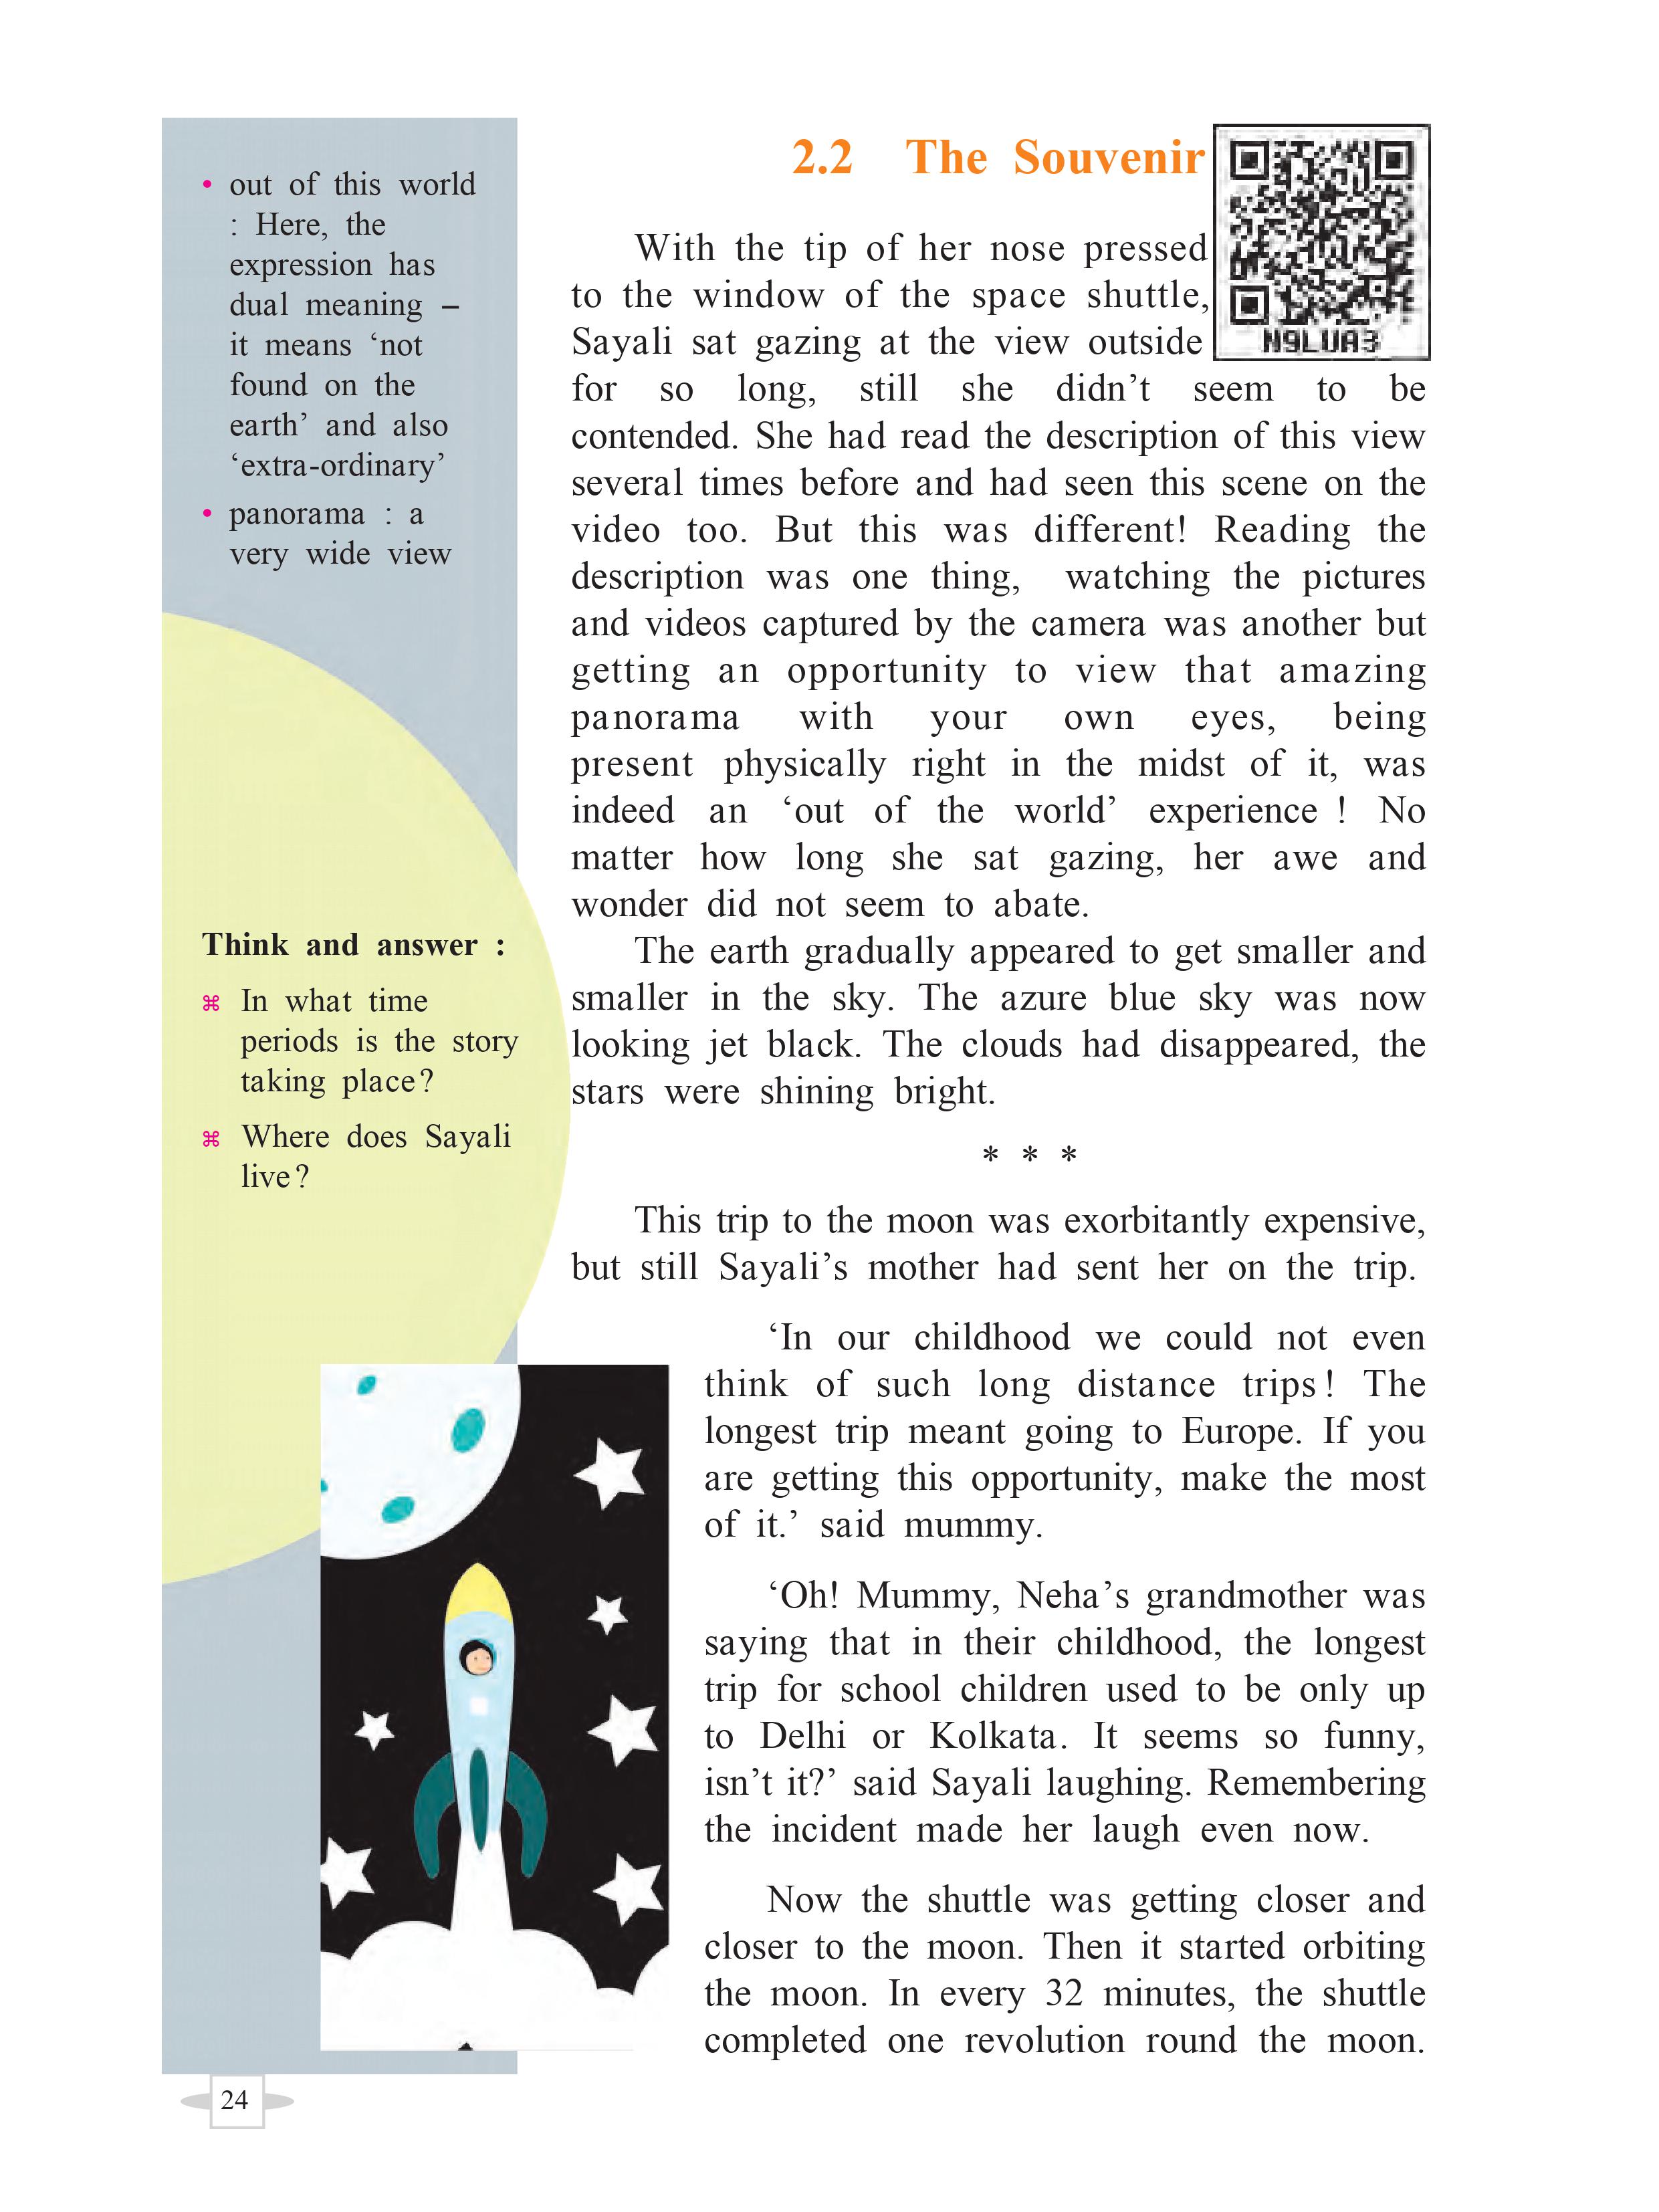 2.2 The Souvenir
N9LUA3
With the tip of her nose pressed
to the window of the space shuttle,
Sayali sat gazing at the view outside
for so long, still she didn’t seem to be
contended. She had read the description of this view
several times before and had seen this scene on the
video too. But this was different! Reading the
description was one thing, watching the pictures
and videos captured by the camera was another but
getting an opportunity to view that amazing
panorama with your own eyes, being
present physically right in the midst of it, was
indeed an ‘out of the world’ experience ! No
matter how long she sat gazing, her awe and
wonder did not seem to abate.
The earth gradually appeared to get smaller and
smaller in the sky. The azure blue sky was now
looking jet black. The clouds had disappeared, the
stars were shining bright.
* * *
This trip to the moon was exorbitantly expensive,
but still Sayali’s mother had sent her on the trip.
‘In our childhood we could not even
think of such long distance trips! The
longest trip meant going to Europe. If you
are getting this opportunity, make the most
of it.’ said mummy.
‘Oh! Mummy, Neha’s grandmother was
saying that in their childhood, the longest
trip for school children used to be only up
to Delhi or Kolkata. It seems so funny,
isn’t it?’ said Sayali laughing. Remembering
the incident made her laugh even now.
Now the shuttle was getting closer and
closer to the moon. Then it started orbiting
the moon. In every 32 minutes, the shuttle
completed one revolution round the moon.
• out of this world
: Here, the
expression has
dual meaning –
it means ‘not
found on the
earth’ and also
‘extra-ordinary’
• panorama : a
very wide view
Think and answer :
⌘ In what time
periods is the story
taking place?
⌘ Where does Sayali
live?
24